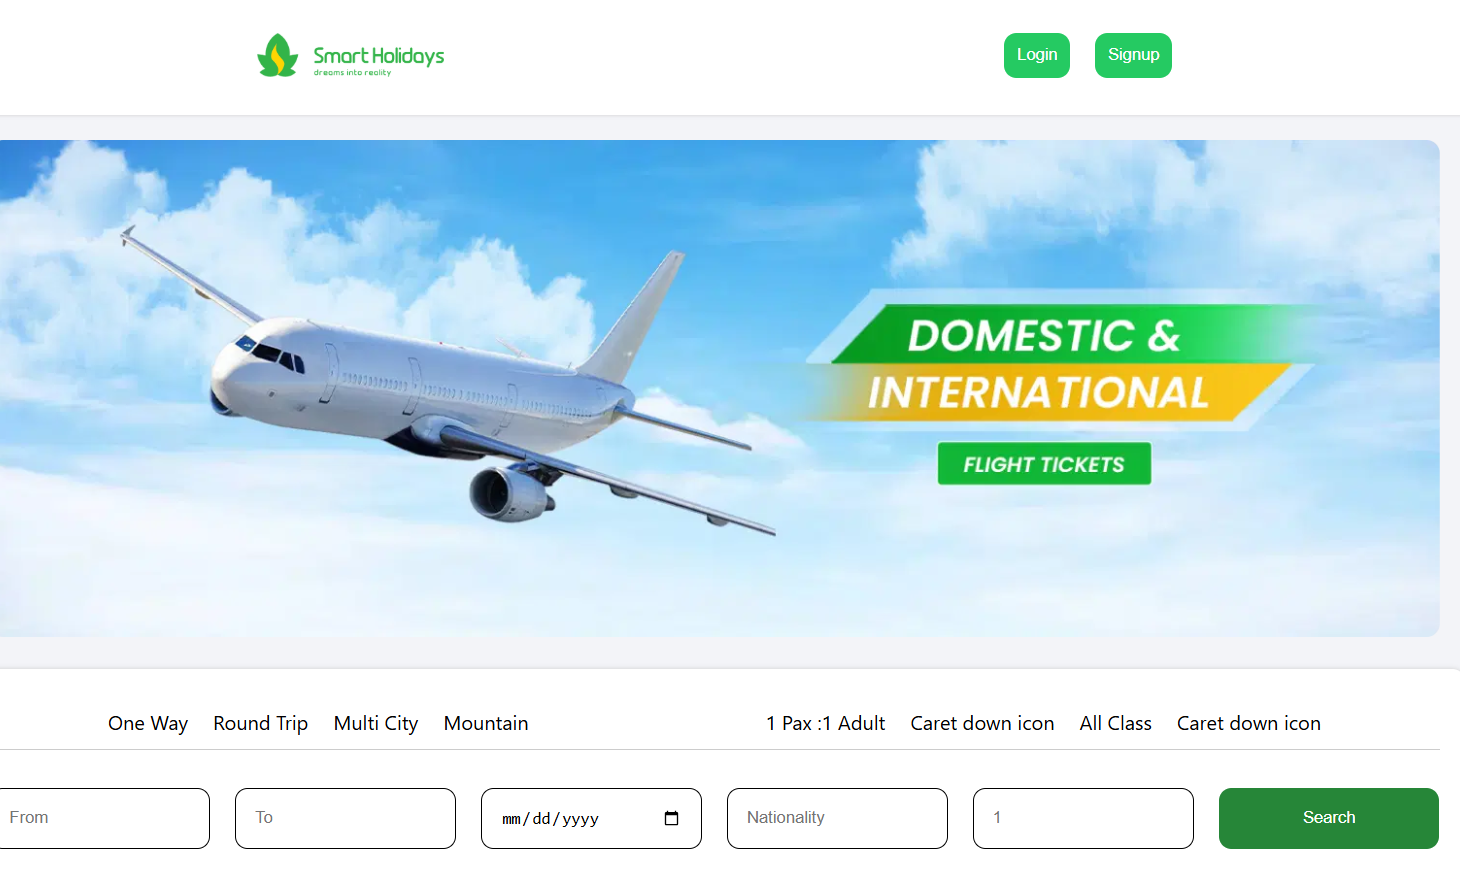 Smart Holidays
dreams into reality
Login
Signup
DOMESTIC &
INTERNATIONAL
FLIGHT TICKETS
One Way
Round Trip
Multi City
Mountain
1 Pax :1 Adult
Caret down icon
All Class
Caret down icon
From
To
mm/dd/yyyy
Nationality
1
Search